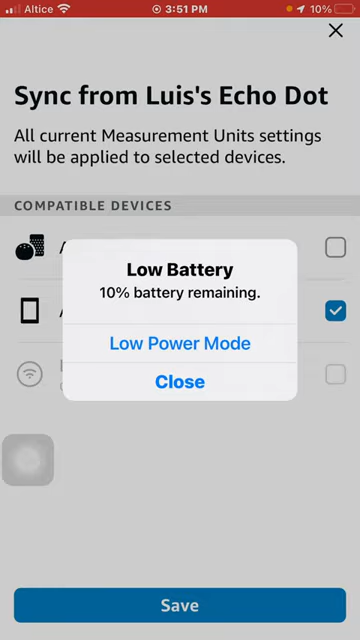 Altice 3:51 PM 10%
Sync from Luis's Echo Dot
All current Measurement Units settings
will be applied to selected devices.
COMPATIBLE DEVICES
Low Battery
10% battery remaining.
Low Power Mode
Close
Save